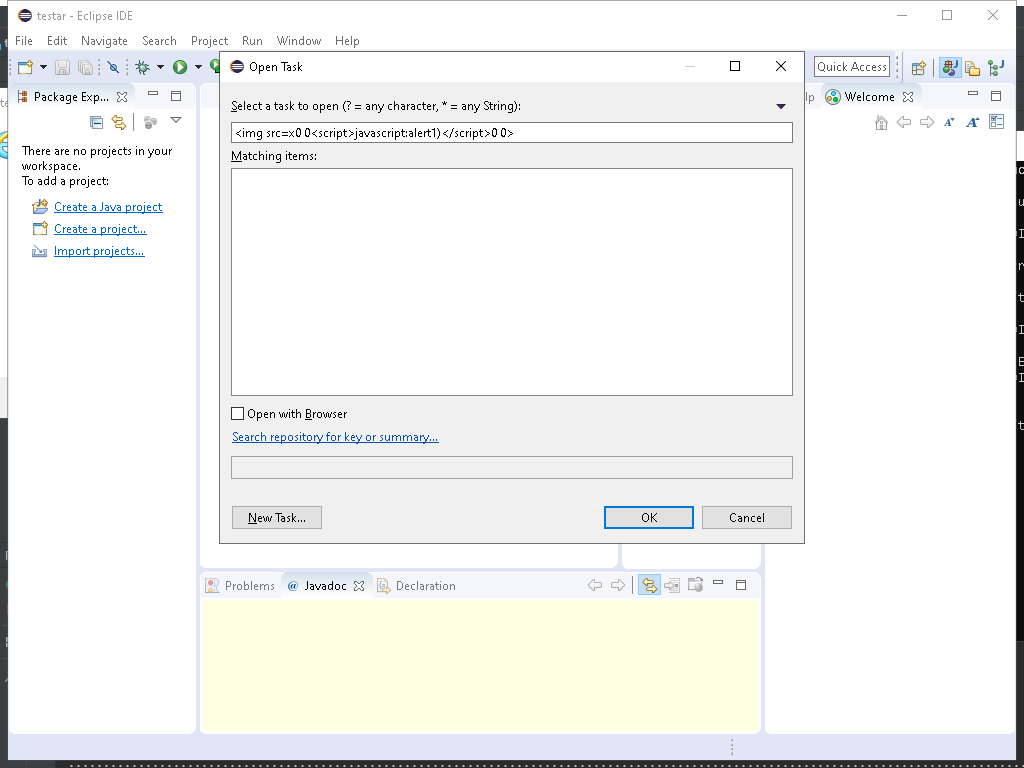 testar - Eclipse IDE
File Edit Navigate Search Project Run Window Help
Quick Access
Package Exp...
Welcome
There are no projects in your
workspace.
To add a project:
Create a Java project
Create a project...
Import projects...
Open Task
Select a task to open (? = any character, * = any String):
<img src=x0 0<script>javascript:alert1)</script>0 0>
Matching items:
Open with Browser
Search repository for key or summary...
New Task...
OK
Cancel
Problems
@ Javadoc
Declaration